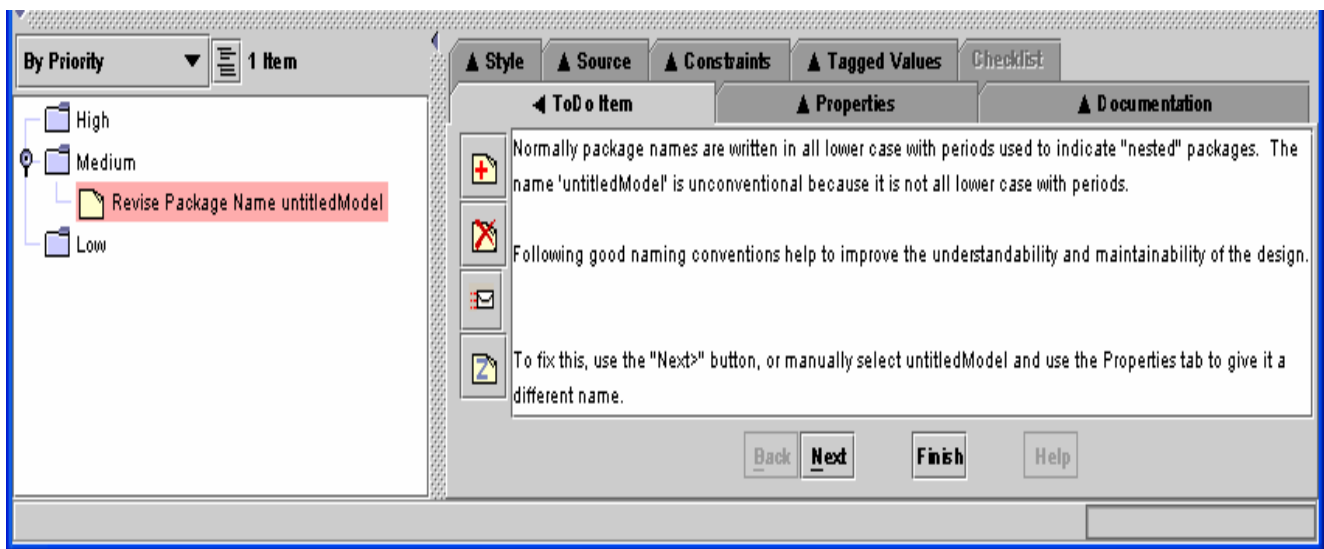 By Priority
1 Item
High
Medium
Revise Package Name untitledModel
Low
Style
Source
Constraints
Tagged Values
Checklist
ToDo Item
Properties
Documentation
Normally package names are written in all lower case with periods used to indicate "nested" packages. The
name 'untitledModel' is unconventional because it is not all lower case with periods.
Following good naming conventions help to improve the understandability and maintainability of the design.
To fix this, use the "Next>" button, or manually select untitledModel and use the Properties tab to give it a
different name.
Back
Next
Finish
Help